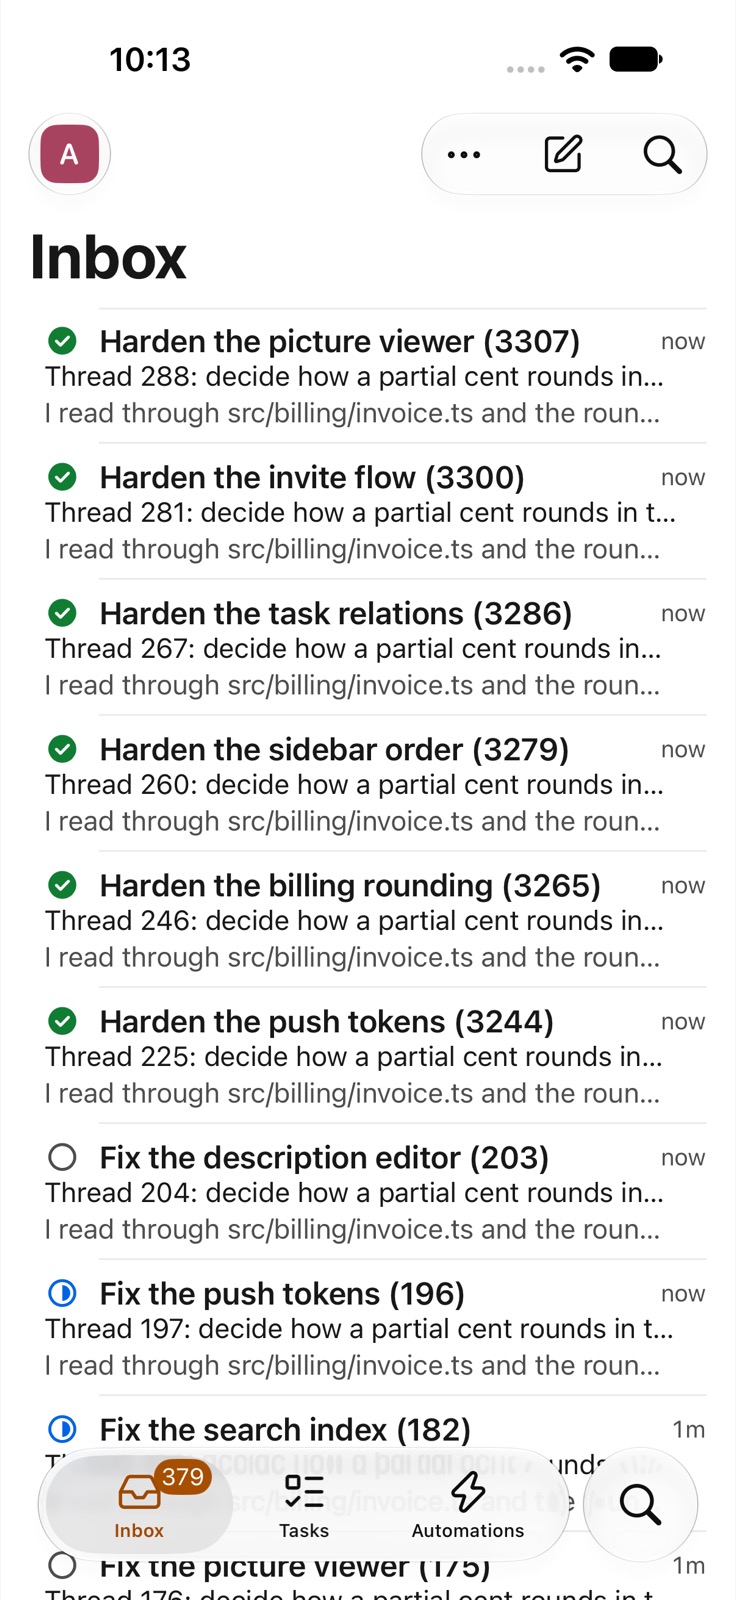 10:13
A
Inbox
Harden the picture viewer (3307) now
Thread 288: decide how a partial cent rounds in...
I read through src/billing/invoice.ts and the roun...
Harden the invite flow (3300) now
Thread 281: decide how a partial cent rounds in t...
I read through src/billing/invoice.ts and the roun...
Harden the task relations (3286) now
Thread 267: decide how a partial cent rounds in...
I read through src/billing/invoice.ts and the roun...
Harden the sidebar order (3279) now
Thread 260: decide how a partial cent rounds in...
I read through src/billing/invoice.ts and the roun...
Harden the billing rounding (3265) now
Thread 246: decide how a partial cent rounds in...
I read through src/billing/invoice.ts and the roun...
Harden the push tokens (3244) now
Thread 225: decide how a partial cent rounds in...
I read through src/billing/invoice.ts and the roun...
Fix the description editor (203) now
Thread 204: decide how a partial cent rounds in...
I read through src/billing/invoice.ts and the roun...
Fix the push tokens (196) now
Thread 197: decide how a partial cent rounds in t...
I read through src/billing/invoice.ts and the roun...
Fix the search index (182) 1m
379
Inbox Tasks Automations
Fix the picture viewer (175) 1m
Thread 176: decide how a partial cent rounds in t